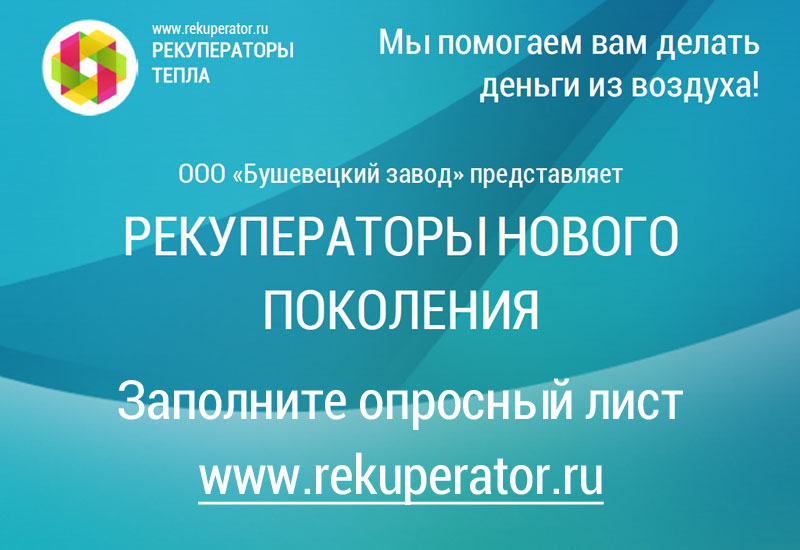 www.rekuperator.ru
РЕКУПЕРАТОРЫ
ТЕПЛА
Мы помогаем вам делать
деньги из воздуха!
ООО «Бушевецкий завод» представляет
РЕКУПЕРАТОРЫ НОВОГО
ПОКОЛЕНИЯ
Заполните опросный лист
www.rekuperator.ru